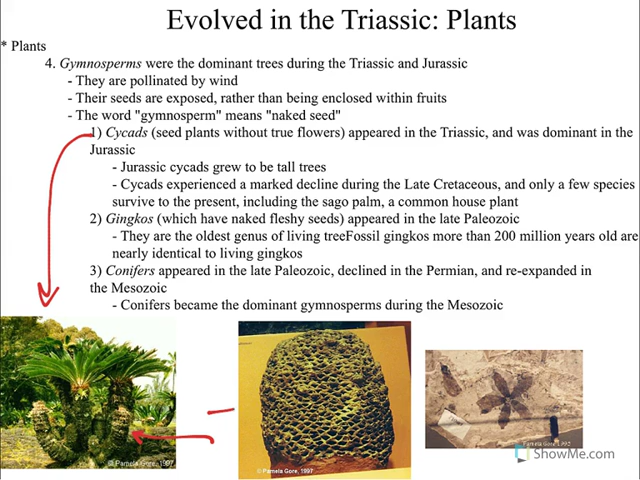 Evolved in the Triassic: Plants
* Plants
4. Gymnosperms were the dominant trees during the Triassic and Jurassic
- They are pollinated by wind
- Their seeds are exposed, rather than being enclosed within fruits
- The word "gymnosperm" means "naked seed"
1) Cycads (seed plants without true flowers) appeared in the Triassic, and was dominant in the
Jurassic
- Jurassic cycads grew to be tall trees
- Cycads experienced a marked decline during the Late Cretaceous, and only a few species
survive to the present, including the sago palm, a common house plant
2) Gingkos (which have naked fleshy seeds) appeared in the late Paleozoic
- They are the oldest genus of living treeFossil gingkos more than 200 million years old are
nearly identical to living gingkos
3) Conifers appeared in the late Paleozoic, declined in the Permian, and re-expanded in
the Mesozoic
- Conifers became the dominant gymnosperms during the Mesozoic
© Pamela Gore, 1997
© Pamela Gore, 1997
© Pamela Gore, 1995
ShowMe.com